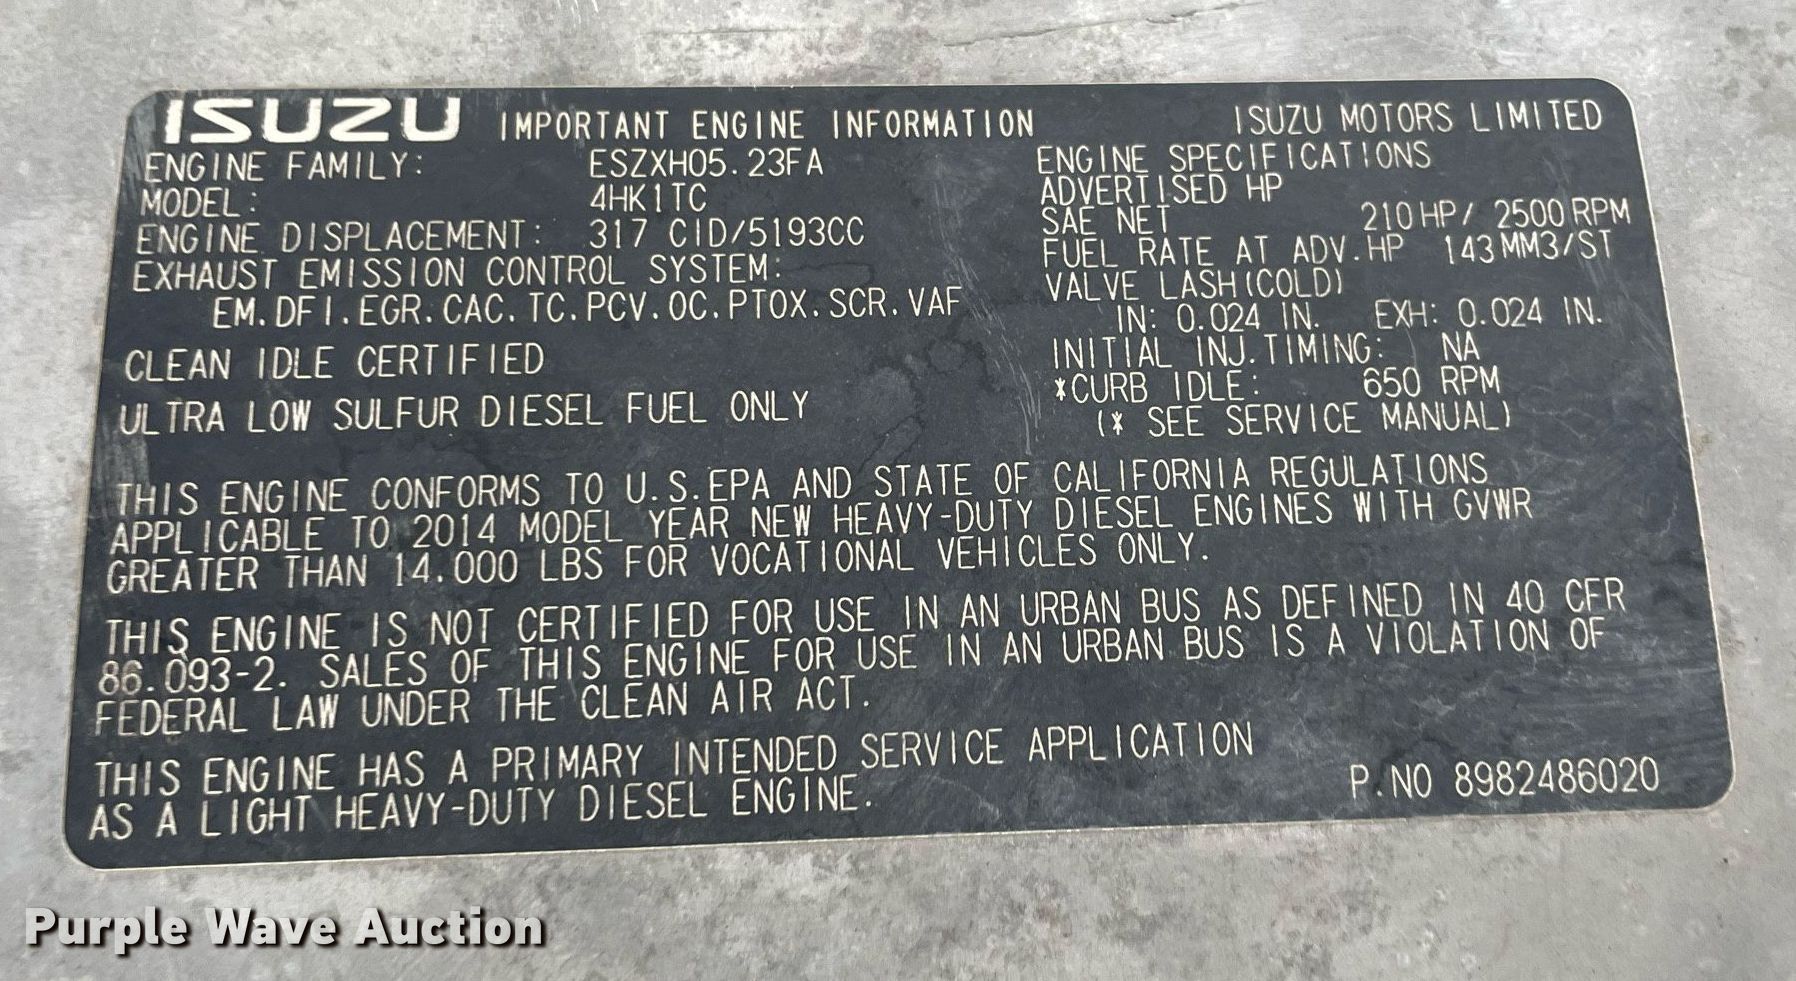 ISUZU IMPORTANT ENGINE INFORMATION ISUZU MOTORS LIMITED
ENGINE FAMILY: ESZXH05.23FA
MODEL: 4HK1TC
ENGINE DISPLACEMENT: 317 CID/5193CC
EXHAUST EMISSION CONTROL SYSTEM:
EM.DFI.EGR.CAC.TC.PCV.OC.PTOX.SCR.VAF
CLEAN IDLE CERTIFIED
ULTRA LOW SULFUR DIESEL FUEL ONLY
ENGINE SPECIFICATIONS
ADVERTISED HP
SAE NET 210HP/ 2500RPM
FUEL RATE AT ADV.HP 143MM3/ST
VALVE LASH(COLD)
IN: 0.024 IN. EXH: 0.024 IN.
INITIAL INJ.TIMING: NA
*CURB IDLE: 650 RPM
(* SEE SERVICE MANUAL)
THIS ENGINE CONFORMS TO U.S.EPA AND STATE OF CALIFORNIA REGULATIONS
APPLICABLE TO 2014 MODEL YEAR NEW HEAVY-DUTY DIESEL ENGINES WITH GVWR
GREATER THAN 14.000 LBS FOR VOCATIONAL VEHICLES ONLY.
THIS ENGINE IS NOT CERTIFIED FOR USE IN AN URBAN BUS AS DEFINED IN 40 CFR
86.093-2. SALES OF THIS ENGINE FOR USE IN AN URBAN BUS IS A VIOLATION OF
FEDERAL LAW UNDER THE CLEAN AIR ACT.
THIS ENGINE HAS A PRIMARY INTENDED SERVICE APPLICATION
AS A LIGHT HEAVY-DUTY DIESEL ENGINE.
P.NO 8982486020
Purple Wave Auction